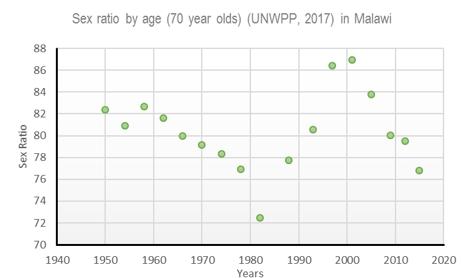 Sex ratio by age (70 year olds) (UNWPP, 2017) in Malawi
88
86
84
82
80
78
76
74
72
70
Sex Ratio
1940 1950 1960 1970 1980 1990 2000 2010 2020
Years